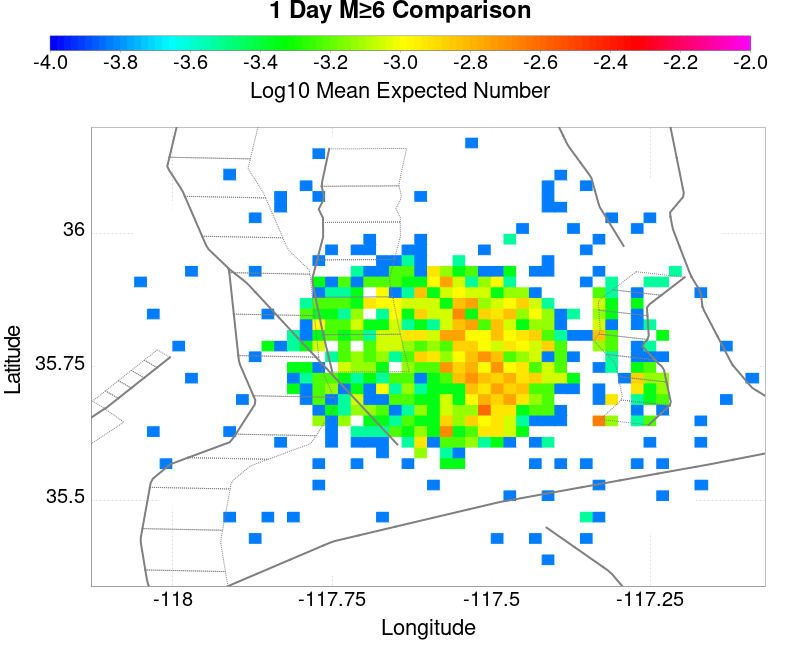 1 Day M≥6 Comparison
-4.0 -3.8 -3.6 -3.4 -3.2 -3.0 -2.8 -2.6 -2.4 -2.2 -2.0
Log10 Mean Expected Number
36
35.75
35.5
Latitude
-118 -117.75 -117.5 -117.25
Longitude